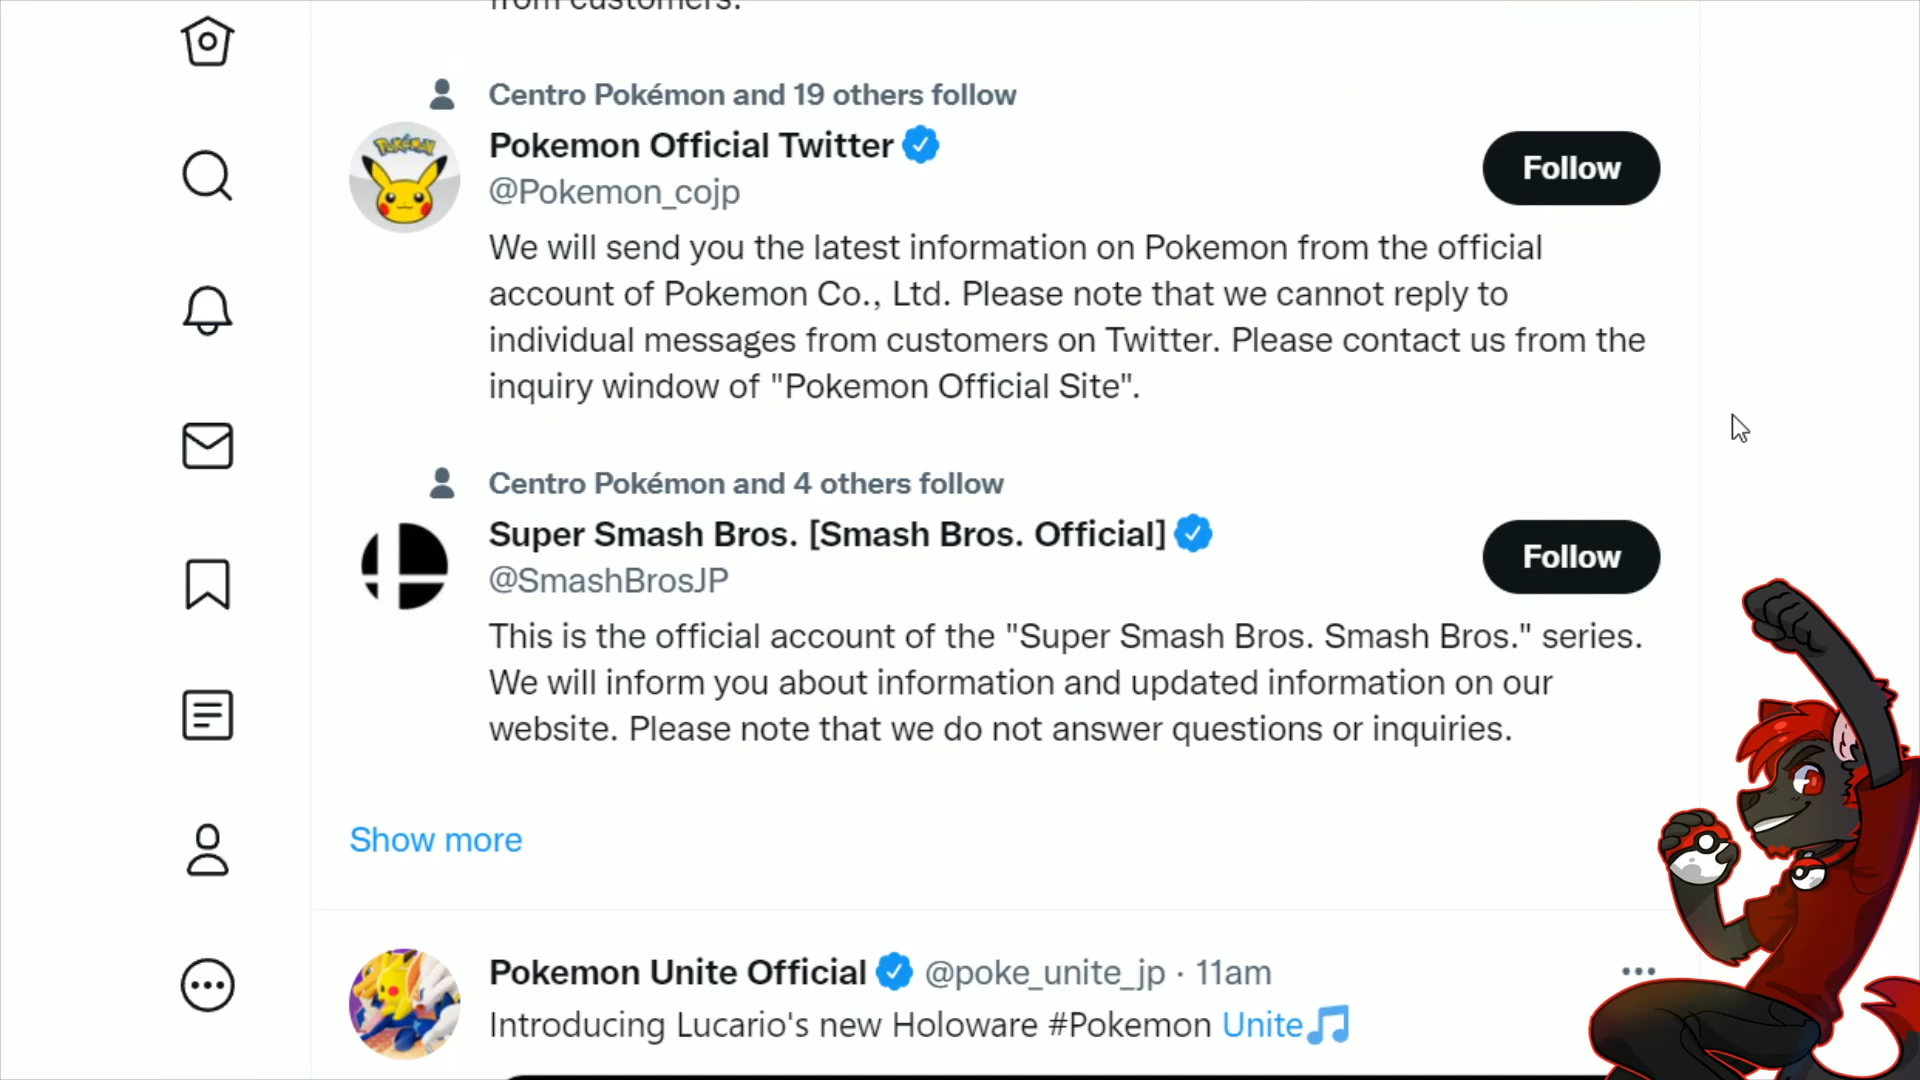 from customers.
Centro Pokémon and 19 others follow
Pokemon Official Twitter
@Pokemon_cojp
Follow
We will send you the latest information on Pokemon from the official
account of Pokemon Co., Ltd. Please note that we cannot reply to
individual messages from customers on Twitter. Please contact us from the
inquiry window of "Pokemon Official Site".
Centro Pokémon and 4 others follow
Super Smash Bros. [Smash Bros. Official]
@SmashBrosJP
Follow
This is the official account of the "Super Smash Bros. Smash Bros." series.
We will inform you about information and updated information on our
website. Please note that we do not answer questions or inquiries.
Show more
Pokemon Unite Official @poke_unite_jp · 11am
Introducing Lucario's new Holoware #Pokemon Unite